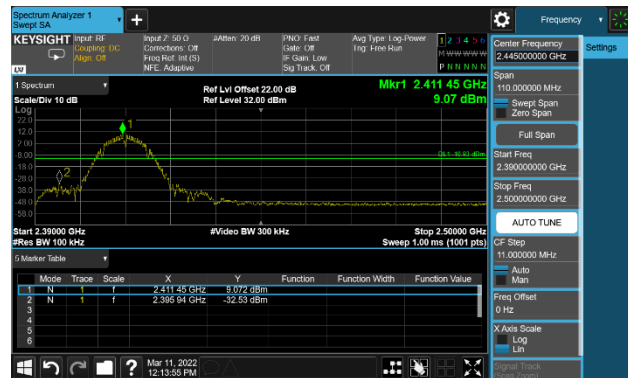 Spectrum Analyzer 1
Swept SA
Frequency
KEYSIGHT
Input: RF
Coupling: DC
Align: Off
Input Z: 50 Ω
Corrections: Off
Freq Ref: Int (S)
NFE: Adaptive
#Atten: 20 dB
PNO: Fast
Gate: Off
IF Gain: Low
Sig Track: Off
Avg Type: Log-Power
Trig: Free Run
1 2 3 4 5 6
M W W W W W
P N N N N N
LXI
1 Spectrum
Scale/Div 10 dB
Ref Lvl Offset 22.00 dB
Ref Level 32.00 dBm
Mkr1 2.411 45 GHz
9.07 dBm
Log
22.0
12.0
2.00
-8.00
-18.0
-28.0
-38.0
-48.0
-58.0
1
2
DL1 -10.93 dBm
Start 2.39000 GHz
#Res BW 100 kHz
#Video BW 300 kHz
Stop 2.50000 GHz
Sweep 1.00 ms (1001 pts)
5 Marker Table
Mode Trace Scale X Y Function Function Width Function Value
1 N 1 f 2.411 45 GHz 9.072 dBm
2 N 1 f 2.395 94 GHz -32.53 dBm
3
4
5
6
Mar 11, 2022
12:13:55 PM
Center Frequency
2.445000000 GHz
Settings
Span
110.000000 MHz
Swept Span
Zero Span
Full Span
Start Freq
2.390000000 GHz
Stop Freq
2.500000000 GHz
AUTO TUNE
CF Step
11.000000 MHz
Auto
Man
Freq Offset
0 Hz
X Axis Scale
Log
Lin
Signal Track
(Span Zoom)